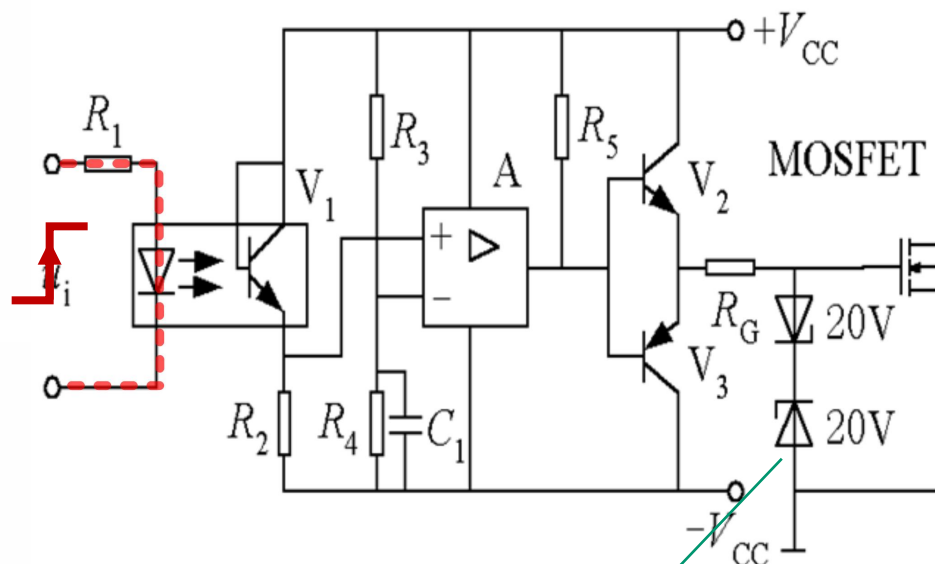 +V_CC
R_1
R_3
R_5
MOSFET
A
V_1
V_2
+
u_i
−
R_G
20V
V_3
R_2
R_4
C_1
20V
−V_CC